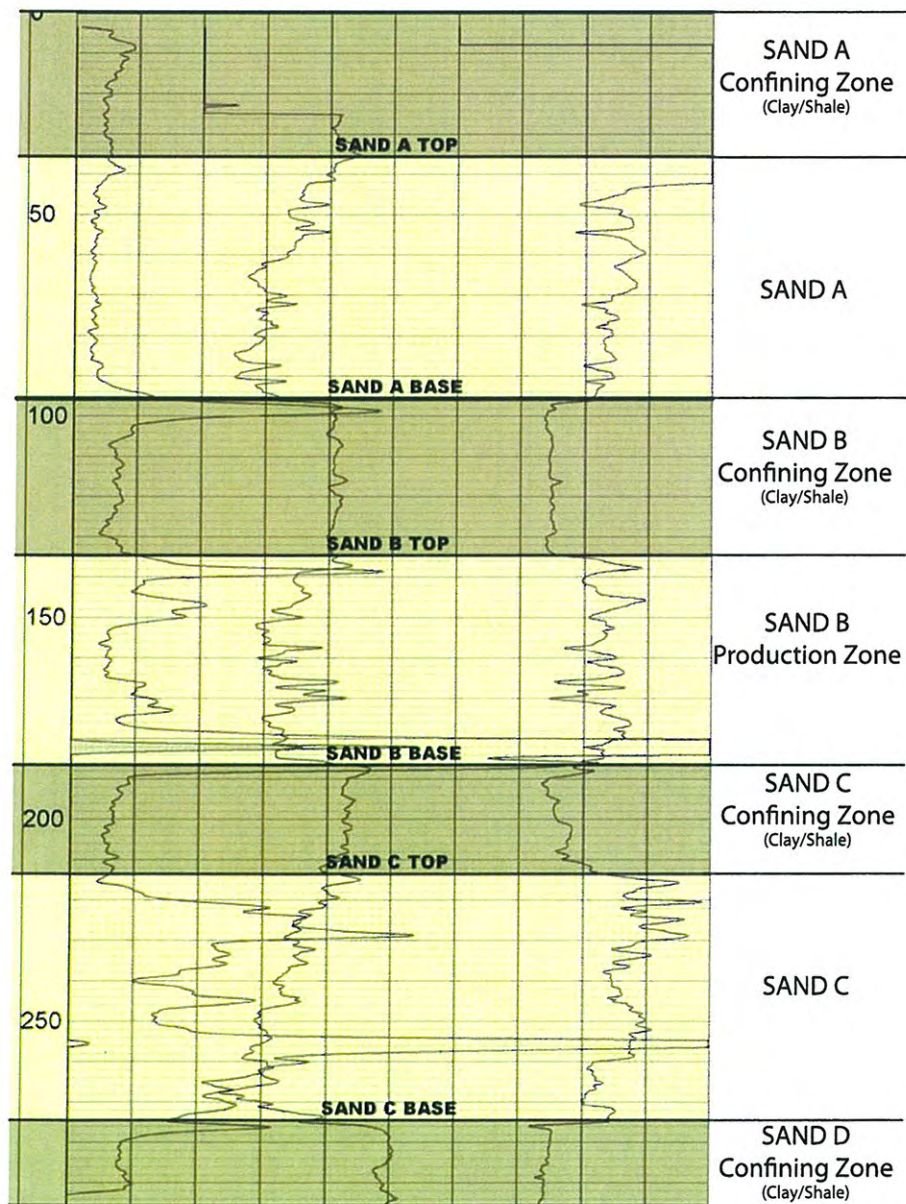 0
SAND A
Confining Zone
(Clay/Shale)
SAND A TOP
50
SAND A
SAND A BASE
100
SAND B
Confining Zone
(Clay/Shale)
SAND B TOP
150
SAND B
Production Zone
SAND B BASE
SAND C
Confining Zone
(Clay/Shale)
200
SAND C TOP
SAND C
250
SAND C BASE
SAND D
Confining Zone
(Clay/Shale)